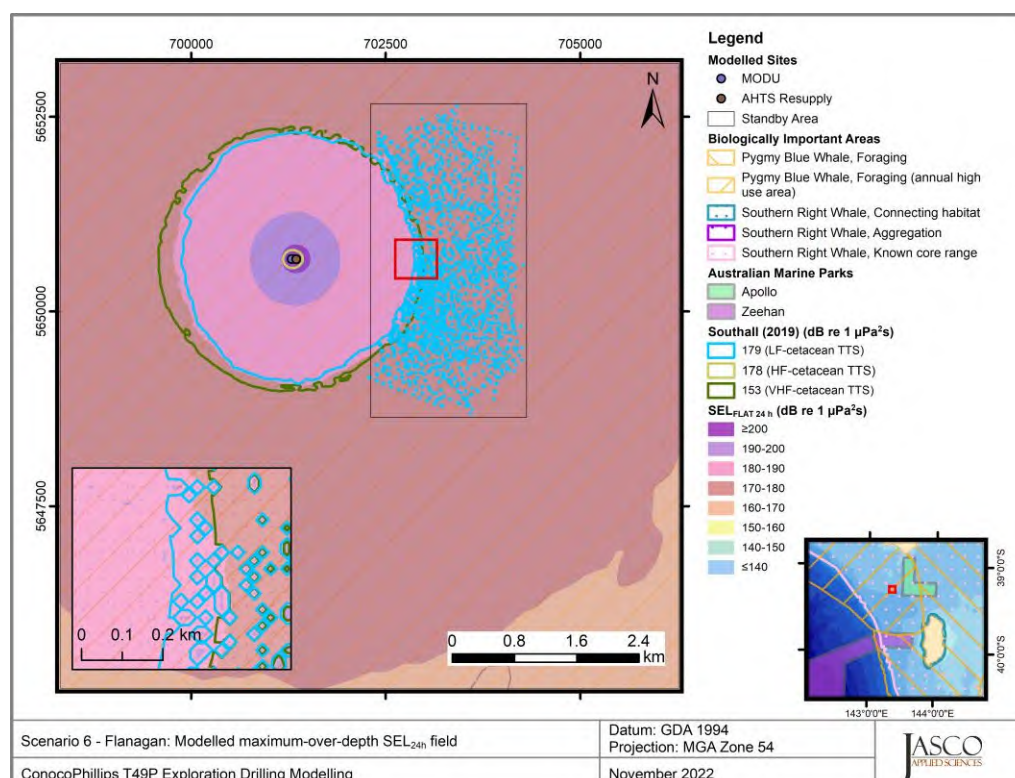 700000 702500 705000
5652500
5650000
5647500
N
0 0.1 0.2 km
0 0.8 1.6 2.4
km
Legend
Modelled Sites
MODU
AHTS Resupply
Standby Area
Biologically Important Areas
Pygmy Blue Whale, Foraging
Pygmy Blue Whale, Foraging (annual high
use area)
Southern Right Whale, Connecting habitat
Southern Right Whale, Aggregation
Southern Right Whale, Known core range
Australian Marine Parks
Apollo
Zeehan
Southall (2019) (dB re 1 µPa²s)
179 (LF-cetacean TTS)
178 (HF-cetacean TTS)
153 (VHF-cetacean TTS)
SEL FLAT 24 h (dB re 1 µPa²s)
≥200
190-200
180-190
170-180
160-170
150-160
140-150
≤140
39°0'0"S
40°0'0"S
143°0'0"E 144°0'0"E
Scenario 6 - Flanagan: Modelled maximum-over-depth SEL24h field
Datum: GDA 1994
Projection: MGA Zone 54
ConocoPhillips T49P Exploration Drilling Modelling
November 2022
JASCO
APPLIED SCIENCES